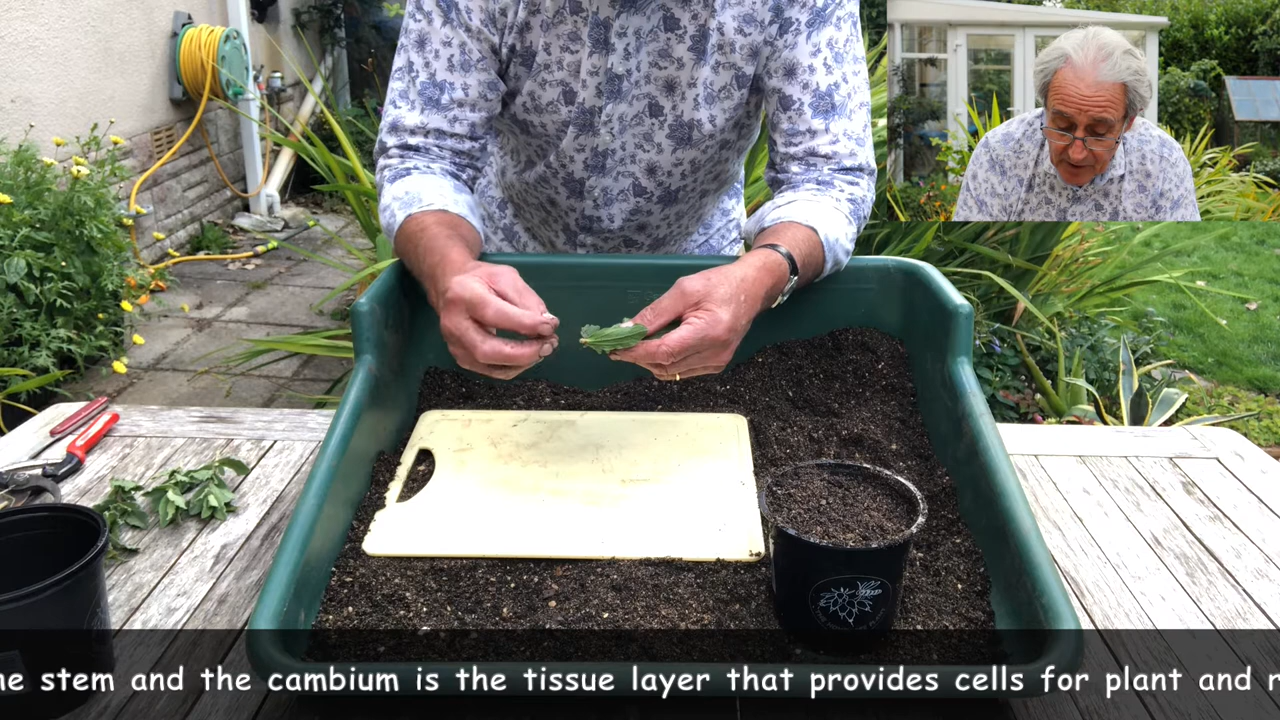 stem and the cambium is the tissue layer that provides cells for plant and